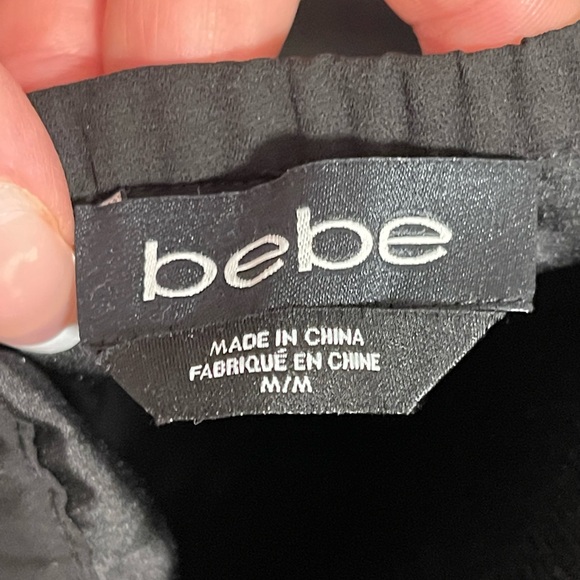 bebe
MADE IN CHINA
FABRIQUÉ EN CHINE
M/M